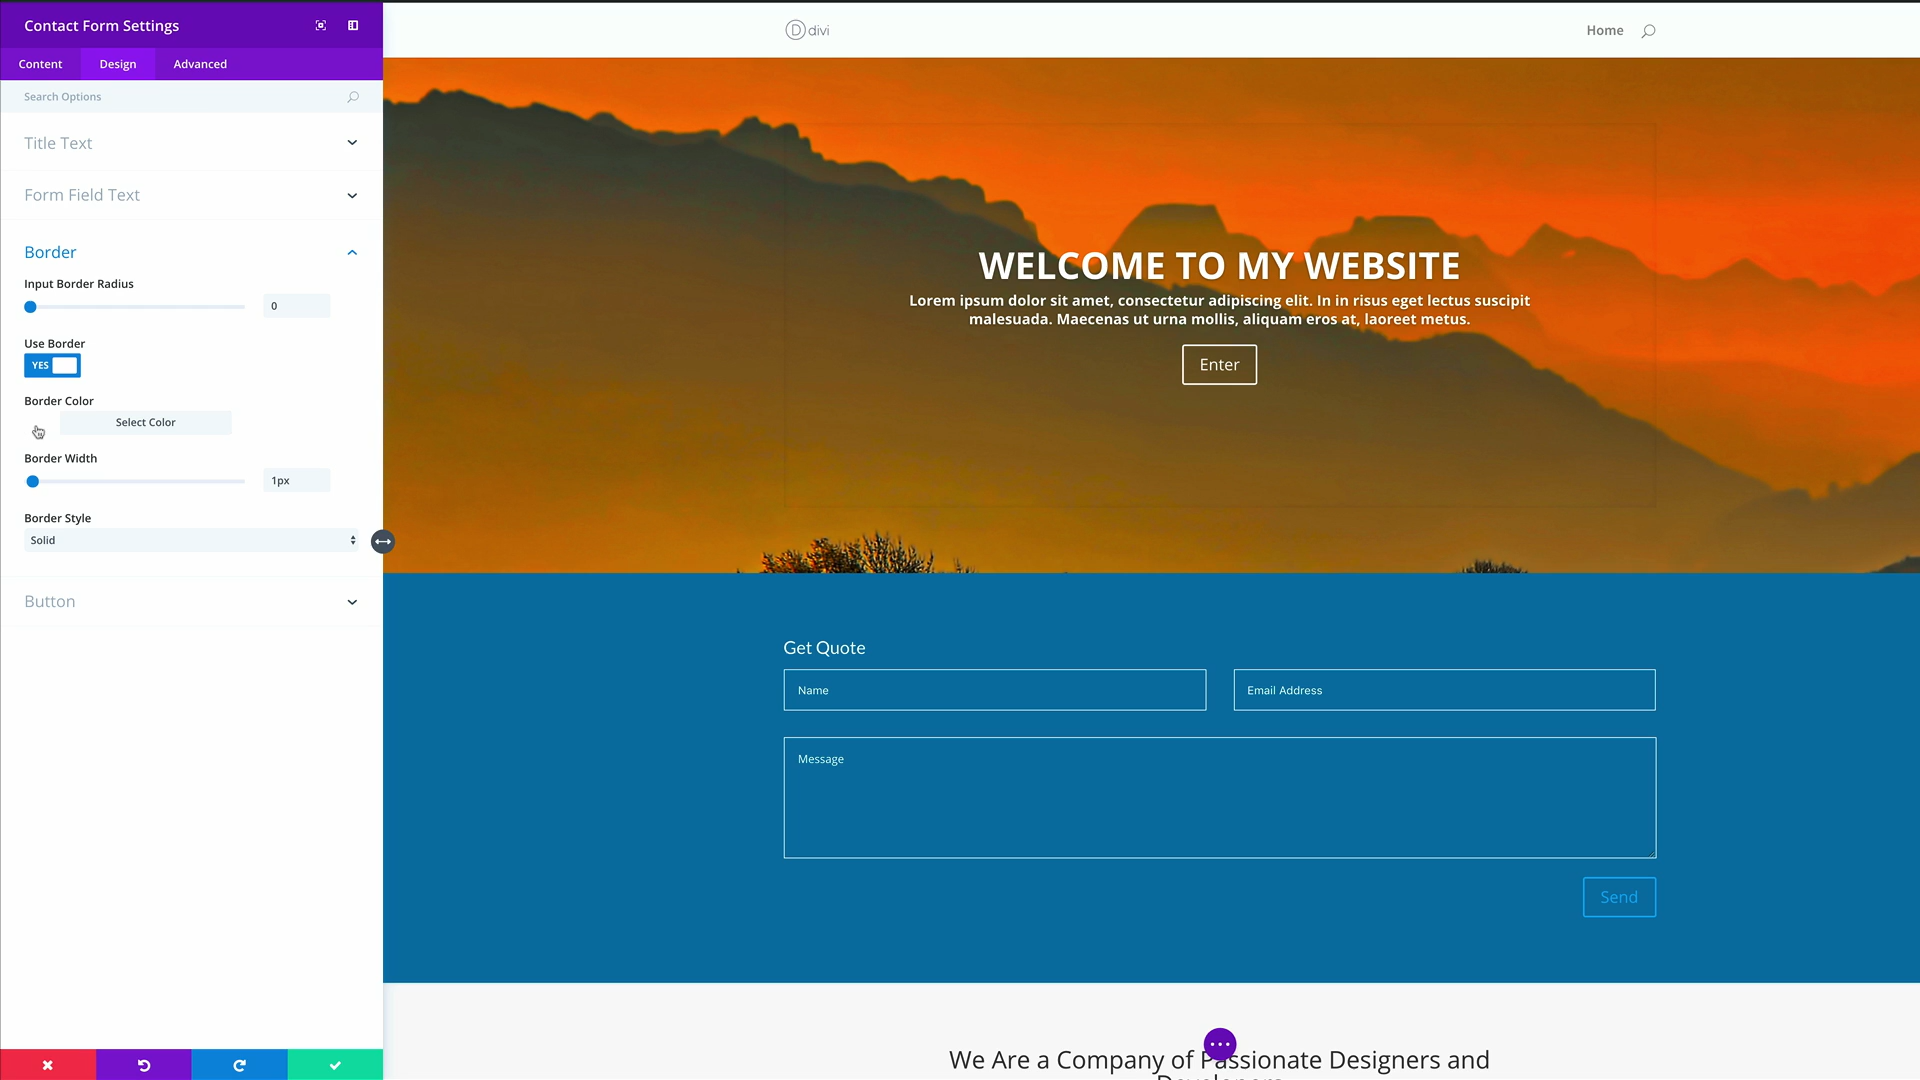 Contact Form Settings
Content
Design
Advanced
Search Options
Title Text
Form Field Text
Border
Input Border Radius
0
Use Border
YES
Border Color
Select Color
Border Width
1px
Border Style
Solid
Button
D divi
Home
WELCOME TO MY WEBSITE
Lorem ipsum dolor sit amet, consectetur adipiscing elit. In in risus eget lectus suscipit
malesuada. Maecenas ut urna mollis, aliquam eros at, laoreet metus.
Enter
Get Quote
Name
Email Address
Message
Send
We Are a Company of Passionate Designers and
Developers